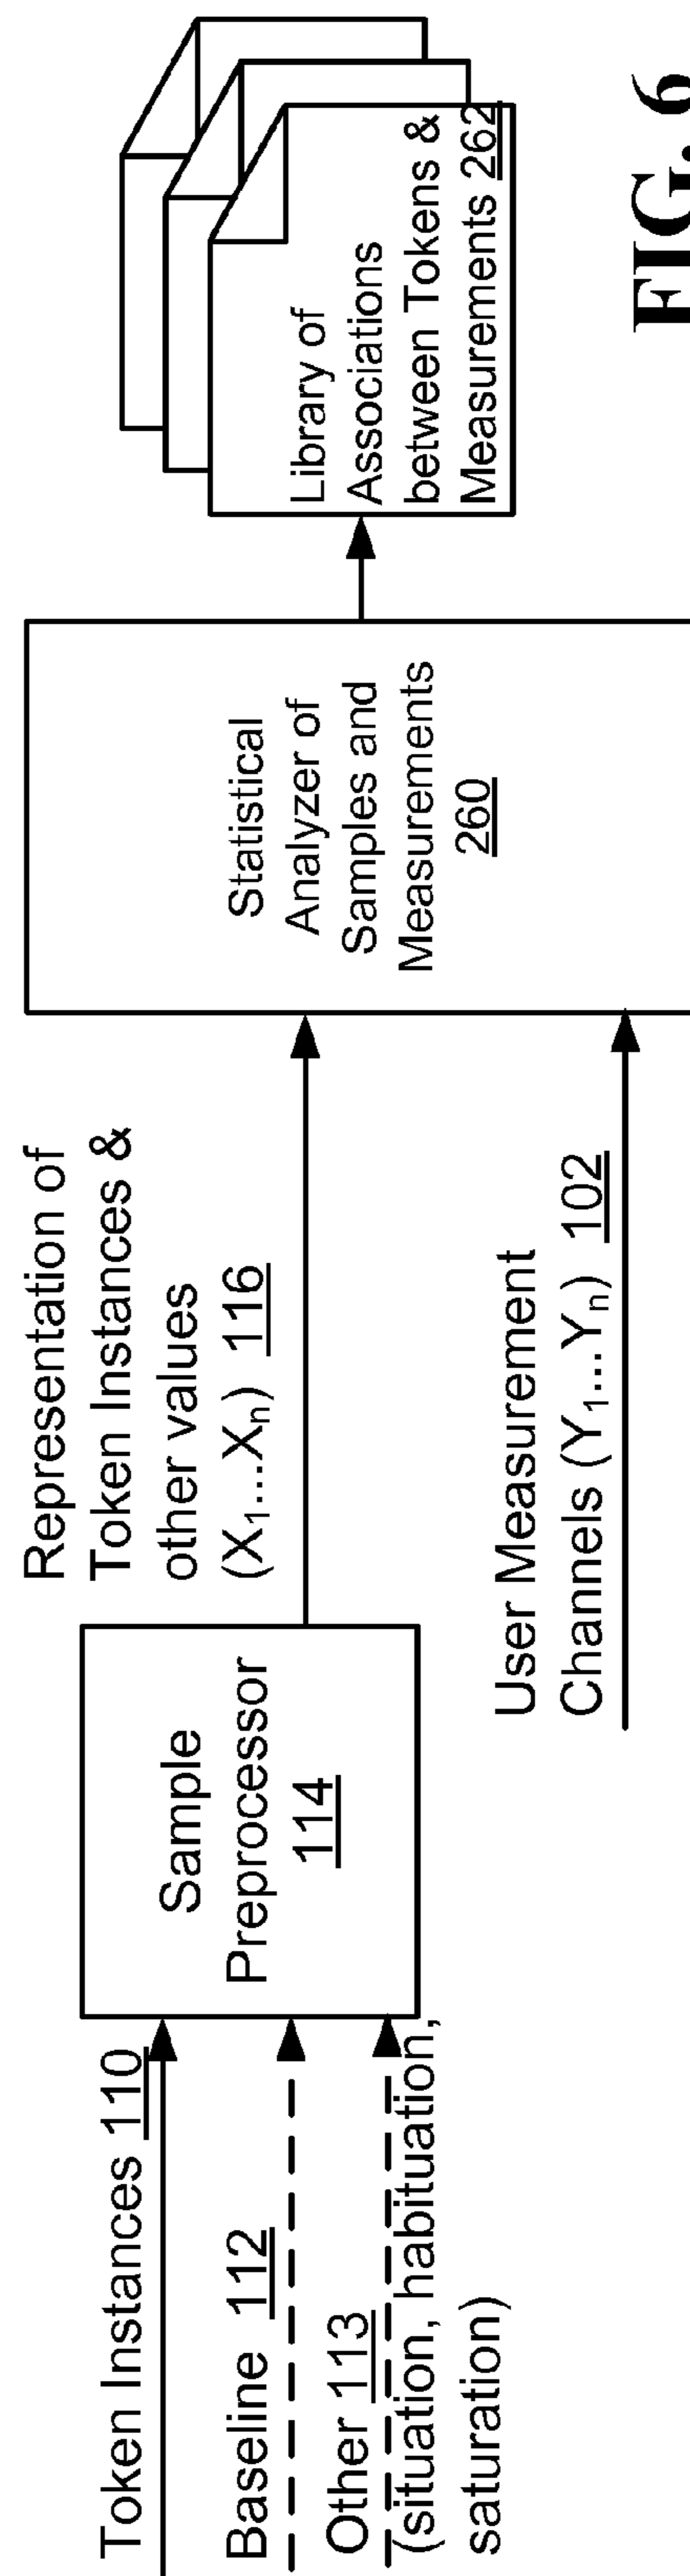 Token Instances 110
Baseline 112
Other 113
(situation, habituation,
saturation)
Sample
Preprocessor
114
Representation of
Token Instances &
other values
(X1...Xn) 116
User Measurement
Channels (Y1...Yn) 102
Statistical
Analyzer of
Samples and
Measurements
260
Library of
Associations
between Tokens &
Measurements 262
FIG. 6